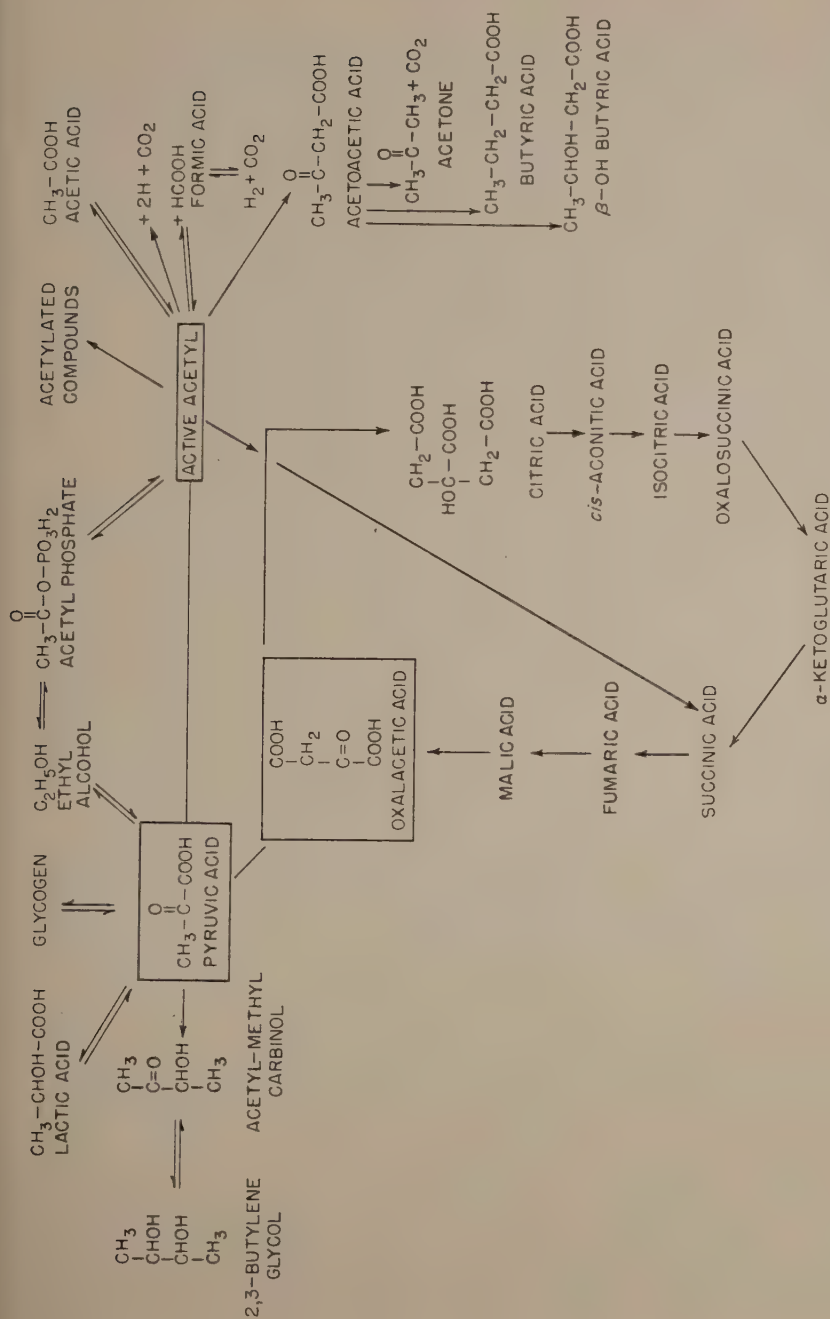 CH3-CHOH-COOH
LACTIC ACID
GLYCOGEN
C2H5OH
ETHYL
ALCOHOL
O
CH3-C-O-PO3H2
ACETYL PHOSPHATE
ACETYLATED
COMPOUNDS
CH3-COOH
ACETIC ACID
+ 2H + CO2
+ HCOOH
FORMIC ACID
H2 + CO2
CH3
CHOH
CHOH
CH3
2,3-BUTYLENE
GLYCOL
CH3
C=O
CHOH
CH3
ACETYL-METHYL
CARBINOL
O
CH3-C-COOH
PYRUVIC ACID
ACTIVE ACETYL
O
CH3-C-CH2-COOH
ACETOACETIC ACID
O
CH3-C-CH3 + CO2
ACETONE
CH3-CH2-CH2-COOH
BUTYRIC ACID
CH3-CHOH-CH2-COOH
β-OH BUTYRIC ACID
COOH
CH2
C=O
COOH
OXALACETIC ACID
MALIC ACID
FUMARIC ACID
SUCCINIC ACID
CH2-COOH
HOC-COOH
CH2-COOH
CITRIC ACID
cis-ACONITIC ACID
ISOCITRIC ACID
OXALOSUCCINIC ACID
α-KETOGLUTARIC ACID